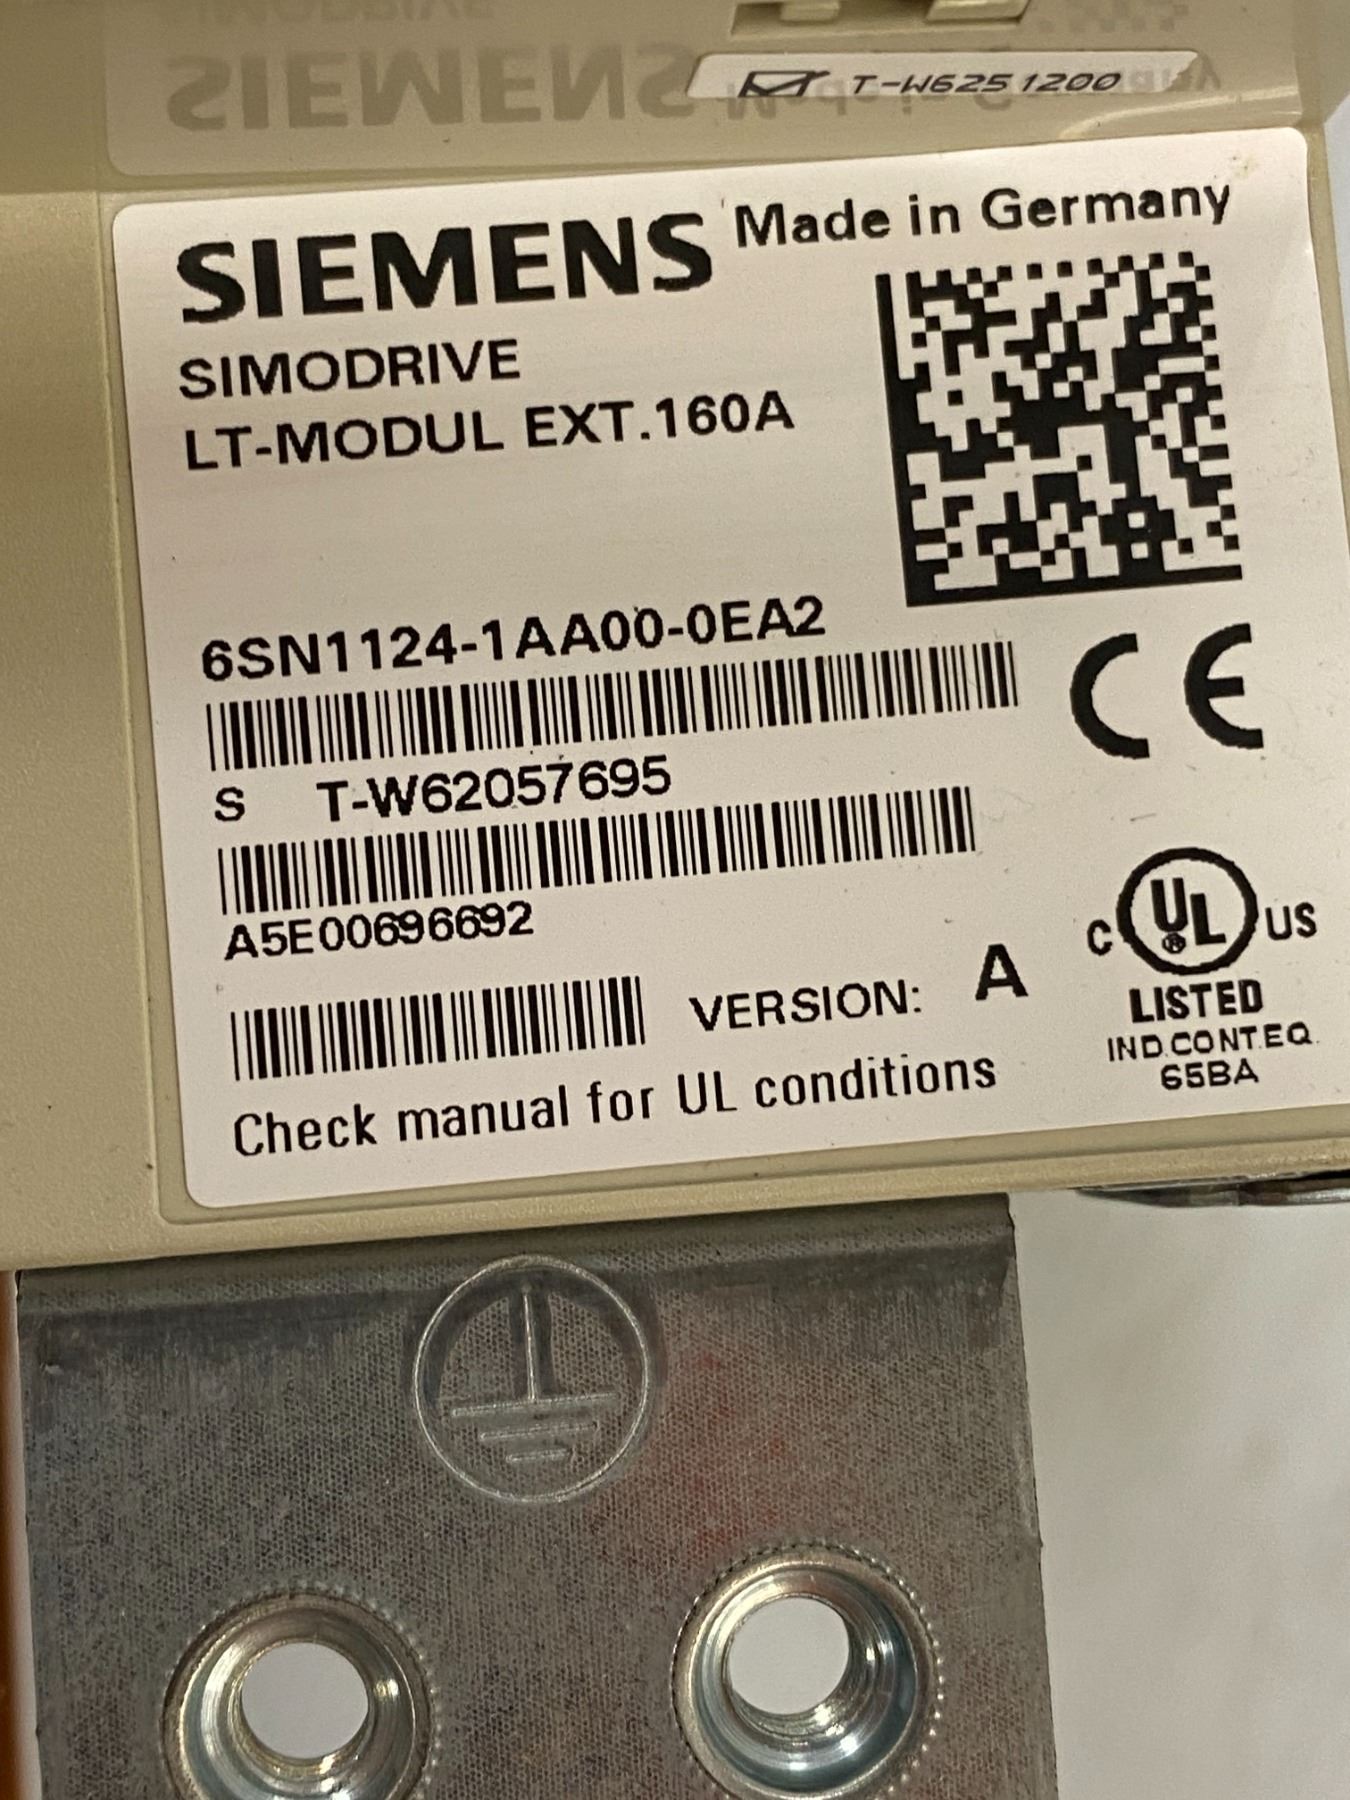 T-W6251200
SIEMENS Made in Germany
SIMODRIVE
LT-MODUL EXT.160A
6SN1124-1AA00-0EA2
S T-W62057695
A5E00696692
VERSION: A
Check manual for UL conditions
CE
C UL® US
LISTED
IND.CONT.EQ.
65BA